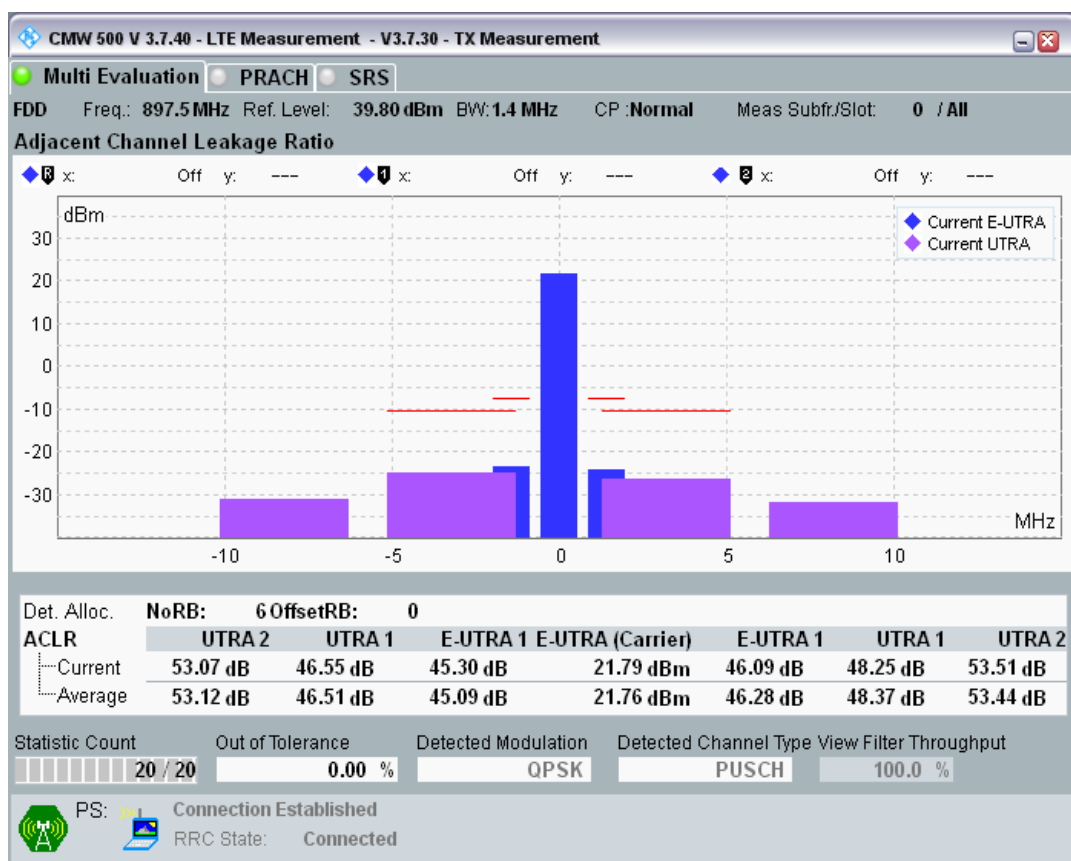 CMW 500 V 3.7.40 - LTE Measurement - V3.7.30 - TX Measurement
Multi Evaluation PRACH SRS
FDD Freq.: 897.5 MHz Ref. Level: 39.80 dBm BW: 1.4 MHz CP :Normal Meas Subfr./Slot: 0 / All
Adjacent Channel Leakage Ratio
R x: Off y: --- 1 x: Off y: --- 2 x: Off y: ---
dBm
Current E-UTRA
Current UTRA
30
20
10
0
-10
-20
-30
MHz
-10 -5 0 5 10
Det. Alloc. NoRB: 6 OffsetRB: 0
ACLR UTRA 2 UTRA 1 E-UTRA 1 E-UTRA (Carrier) E-UTRA 1 UTRA 1 UTRA 2
Current 53.07 dB 46.55 dB 45.30 dB 21.79 dBm 46.09 dB 48.25 dB 53.51 dB
Average 53.12 dB 46.51 dB 45.09 dB 21.76 dBm 46.28 dB 48.37 dB 53.44 dB
Statistic Count Out of Tolerance Detected Modulation Detected Channel Type View Filter Throughput
20 / 20 0.00 % QPSK PUSCH 100.0 %
PS: Connection Established
RRC State: Connected